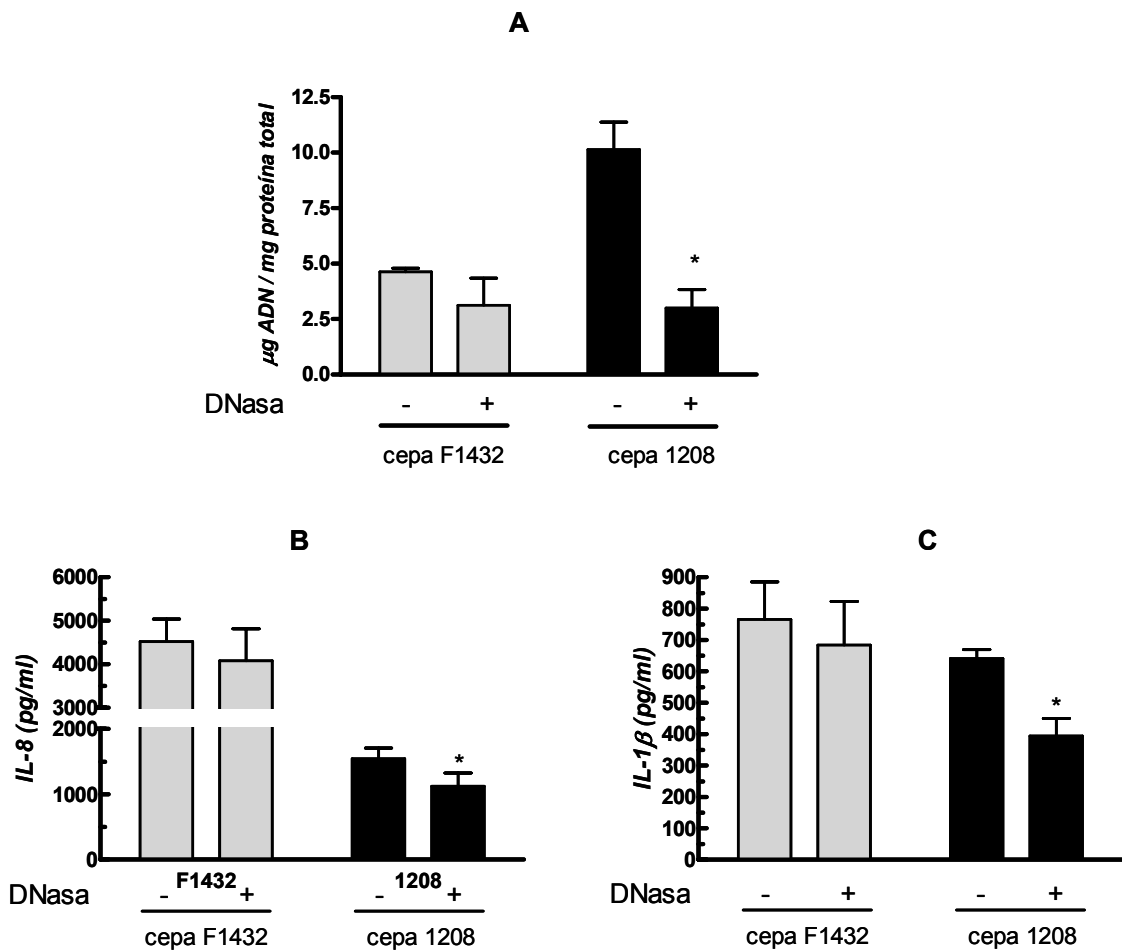 A
µg ADN / mg proteína total
12.5
10.0
7.5
5.0
2.5
0.0
*
DNasa - + - +
cepa F1432 cepa 1208
B
IL-8 (pg/ml)
6000
5000
4000
3000
2000
1000
0
*
F1432 1208
DNasa - + - +
cepa F1432 cepa 1208
C
IL-1β (pg/ml)
900
800
700
600
500
400
300
200
100
0
*
DNasa - + - +
cepa F1432 cepa 1208